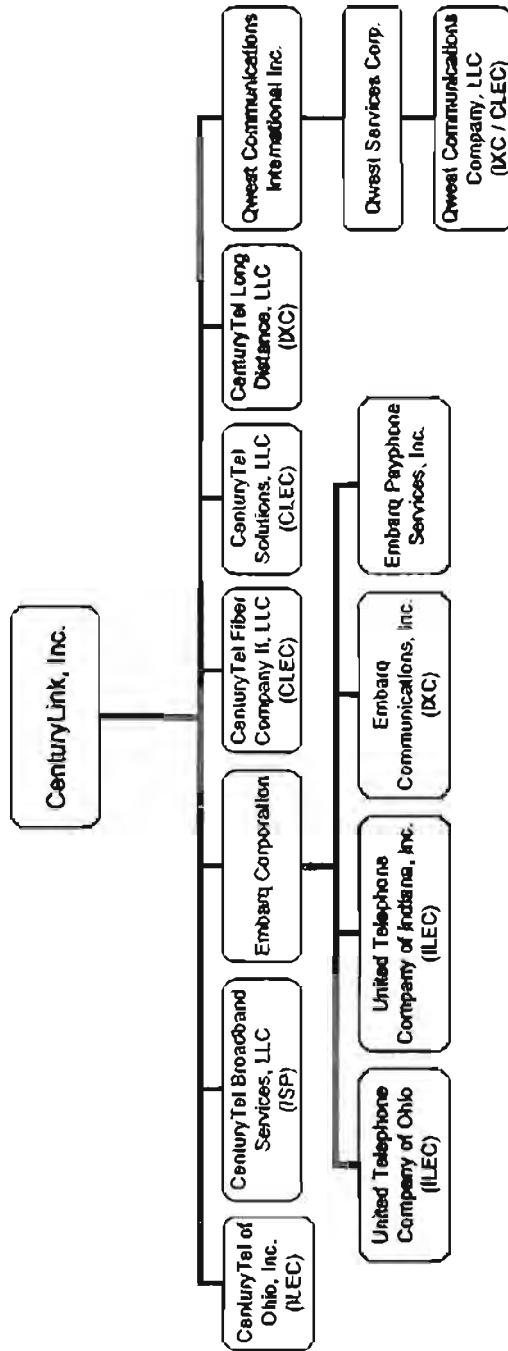 CenturyLink, Inc.
CenturyTel of
Ohio, Inc.
(ILEC)
CenturyTel Broadband
Services, LLC
(ISP)
Embarq Corporation
CenturyTel Fiber
Company II, LLC
(CLEC)
CenturyTel
Solutions, LLC
(CLEC)
CenturyTel Long
Distance, LLC
(IXC)
Qwest Communications
International Inc.
United Telephone
Company of Ohio
(ILEC)
United Telephone
Company of Indiana, Inc.
(ILEC)
Embarq
Communications, Inc.
(IXC)
Embarq Payphone
Services, Inc.
Qwest Services Corp.
Qwest Communications
Company, LLC
(IXC / CLEC)